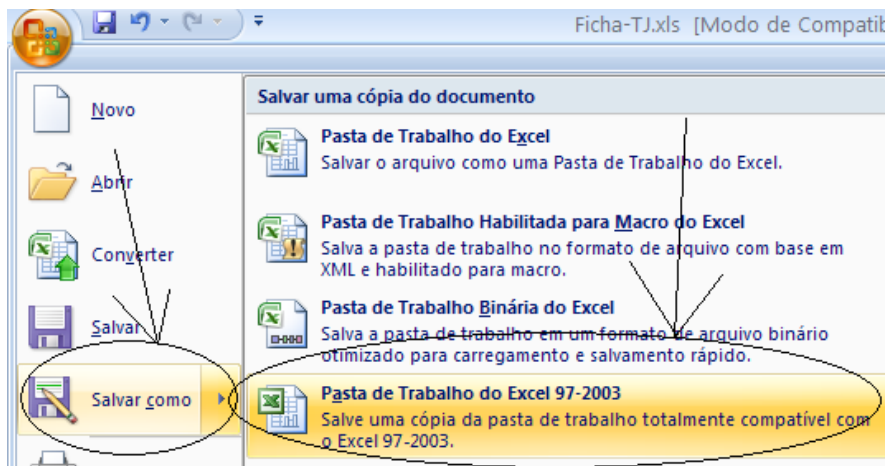 Ficha-TJ.xls [Modo de Compatib
Novo
Abrir
Converter
Salvar
Salvar como
Salvar uma cópia do documento
Pasta de Trabalho do Excel
Salvar o arquivo como uma Pasta de Trabalho do Excel.
Pasta de Trabalho Habilitada para Macro do Excel
Salva a pasta de trabalho no formato de arquivo com base em
XML e habilitado para macro.
Pasta de Trabalho Binária do Excel
Salva a pasta de trabalho em um formato de arquivo binário
otimizado para carregamento e salvamento rápido.
Pasta de Trabalho do Excel 97-2003
Salve uma cópia da pasta de trabalho totalmente compatível com
o Excel 97-2003.